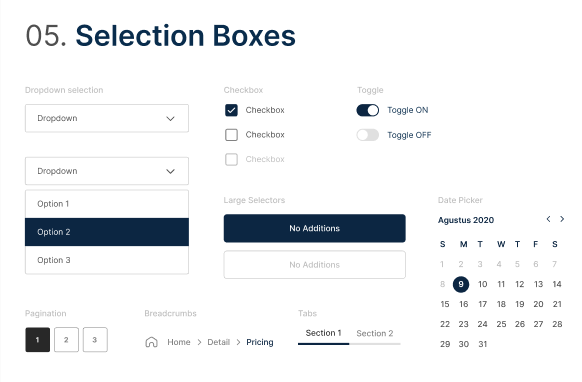 05. Selection Boxes
Dropdown selection
Dropdown
Dropdown
Option 1
Option 2
Option 3
Checkbox
Checkbox
Checkbox
Checkbox
Toggle
Toggle ON
Toggle OFF
Large Selectors
No Additions
No Additions
Date Picker
Agustus 2020
S M T W T F S
1 2 3 4 5 6 7
8 9 10 11 12 13 14
15 16 17 18 19 20 21
22 23 24 25 26 27 28
29 30 31
Pagination
1 2 3
Breadcrumbs
Home > Detail > Pricing
Tabs
Section 1 Section 2